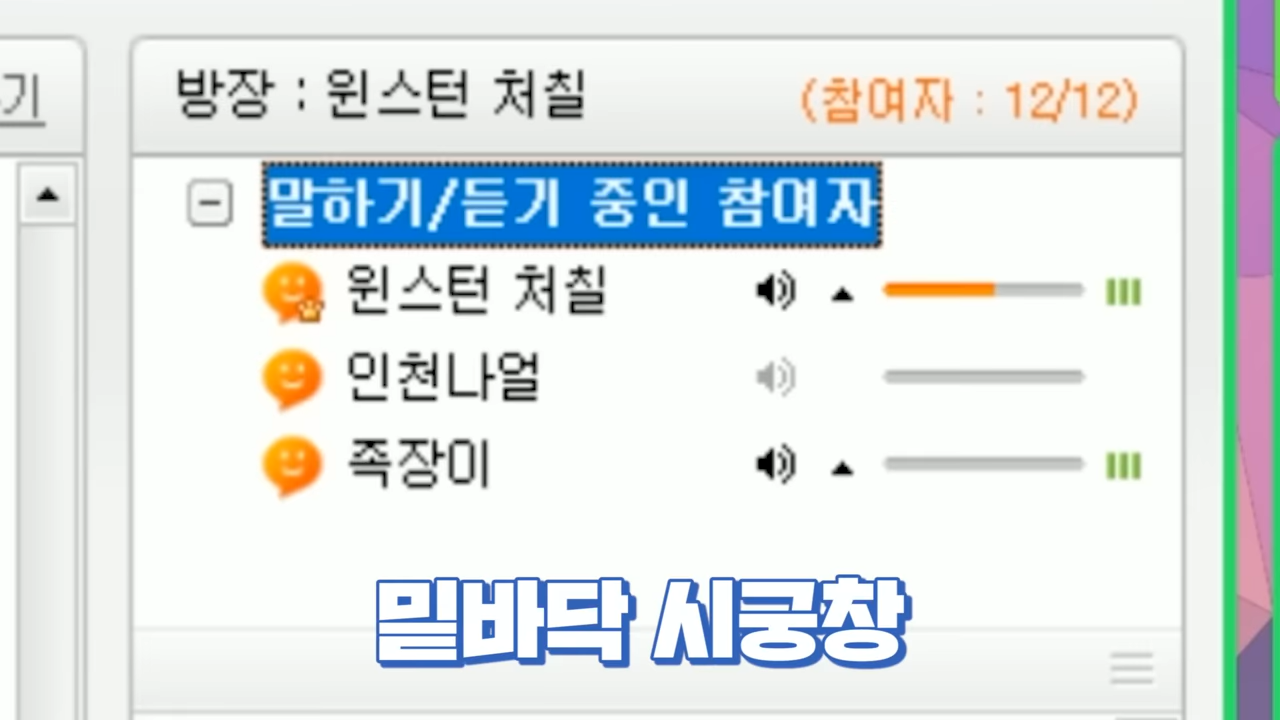 기
방장 : 윈스턴 처칠 (참여자 : 12/12)
말하기/듣기 중인 참여자
윈스턴 처칠
인천나얼
족장이
밑바닥 시궁창